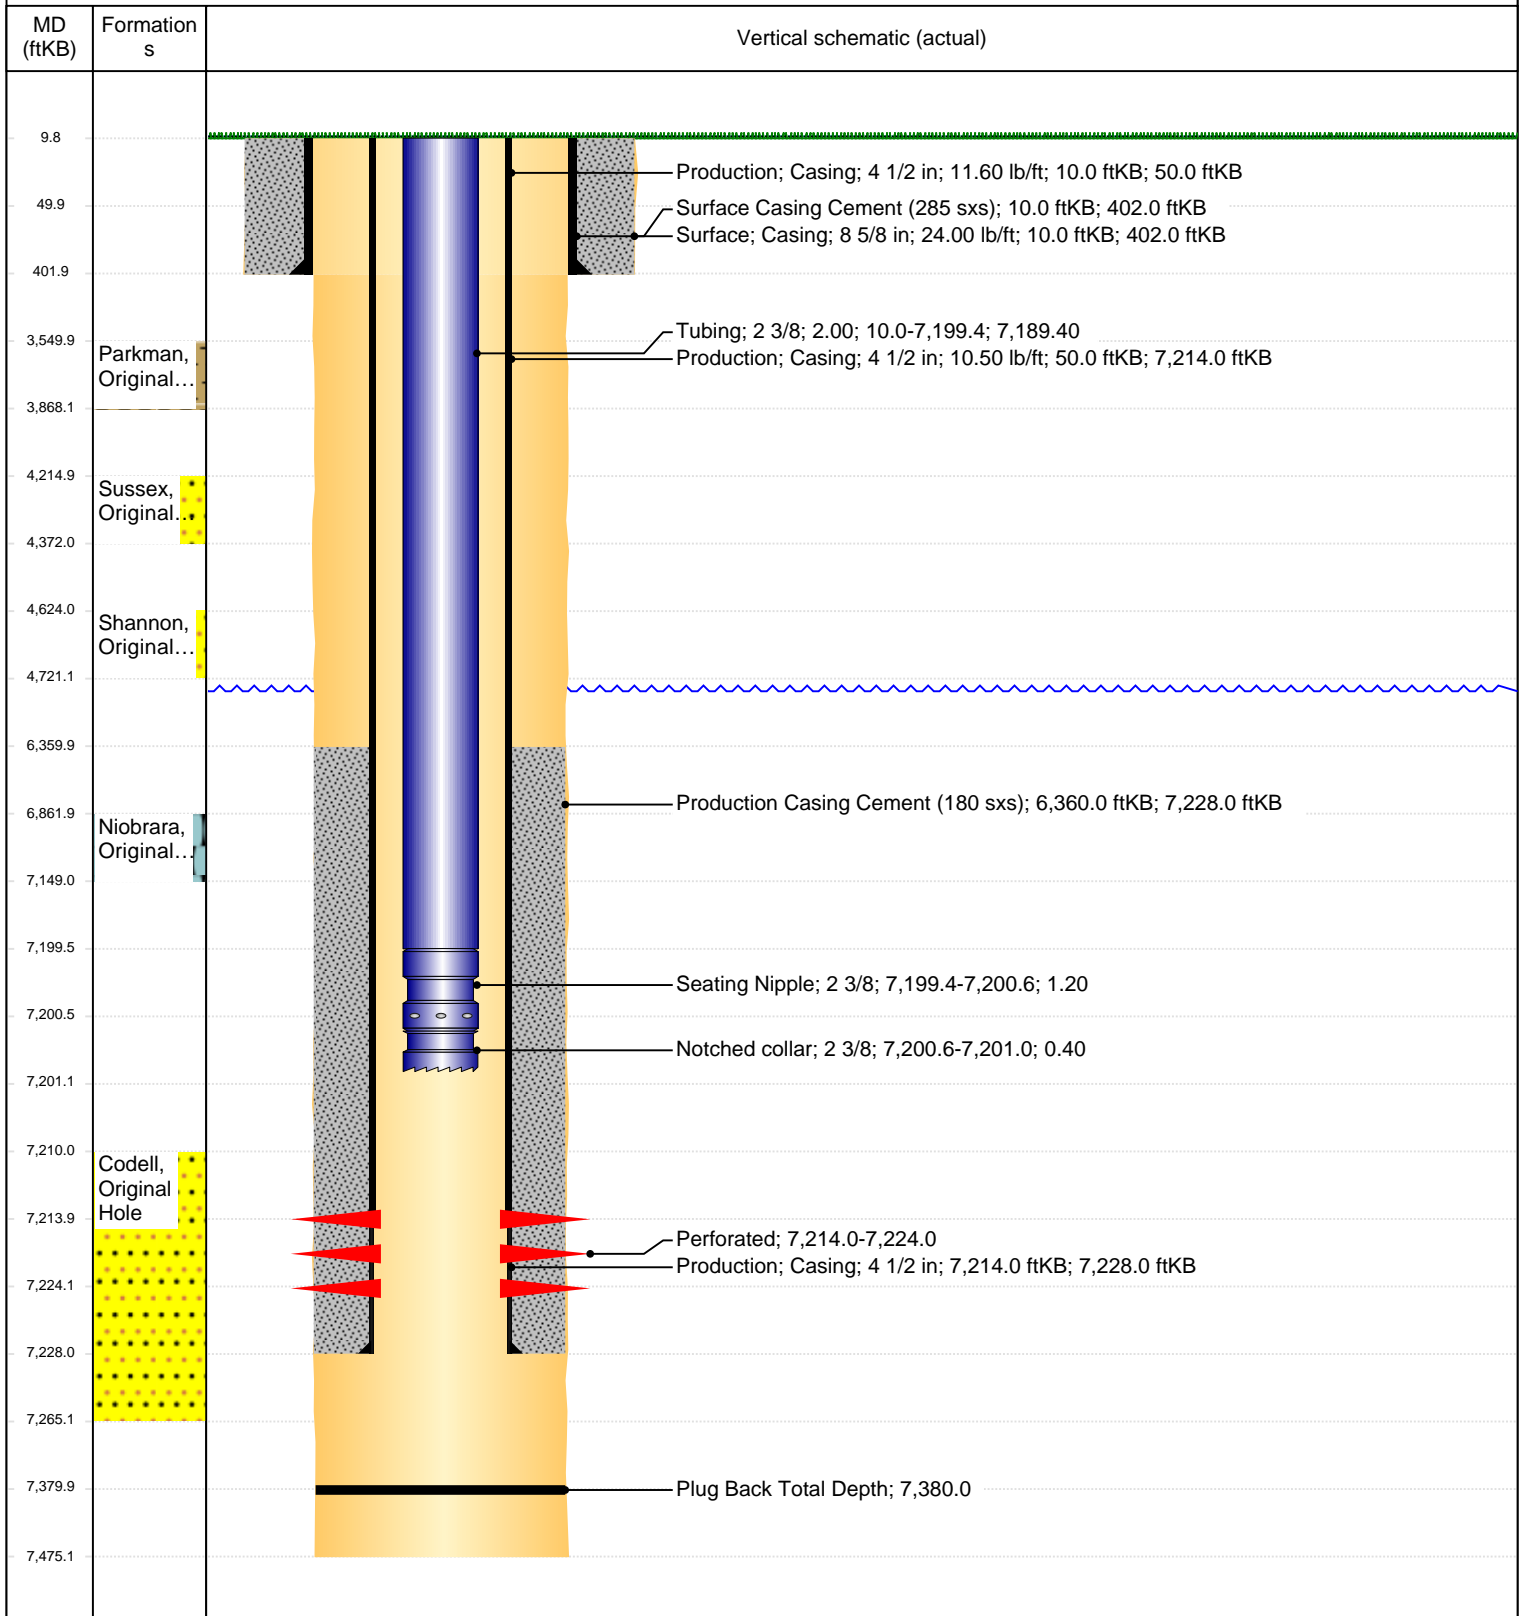 MD
(ftKB)
Formation
s
Vertical schematic (actual)
9.8
Production; Casing; 4 1/2 in; 11.60 lb/ft; 10.0 ftKB; 50.0 ftKB
49.9
Surface Casing Cement (285 sxs); 10.0 ftKB; 402.0 ftKB
Surface; Casing; 8 5/8 in; 24.00 lb/ft; 10.0 ftKB; 402.0 ftKB
401.9
Tubing; 2 3/8; 2.00; 10.0-7,199.4; 7,189.40
3,549.9
Parkman,
Original...
Production; Casing; 4 1/2 in; 10.50 lb/ft; 50.0 ftKB; 7,214.0 ftKB
3,868.1
4,214.9
Sussex,
Original...
4,372.0
4,624.0
Shannon,
Original...
4,721.1
6,359.9
Production Casing Cement (180 sxs); 6,360.0 ftKB; 7,228.0 ftKB
6,861.9
Niobrara,
Original...
7,149.0
7,199.5
Seating Nipple; 2 3/8; 7,199.4-7,200.6; 1.20
7,200.5
Notched collar; 2 3/8; 7,200.6-7,201.0; 0.40
7,201.1
7,210.0
Codell,
Original
Hole
7,213.9
Perforated; 7,214.0-7,224.0
Production; Casing; 4 1/2 in; 7,214.0 ftKB; 7,228.0 ftKB
7,224.1
7,228.0
7,265.1
7,379.9
Plug Back Total Depth; 7,380.0
7,475.1